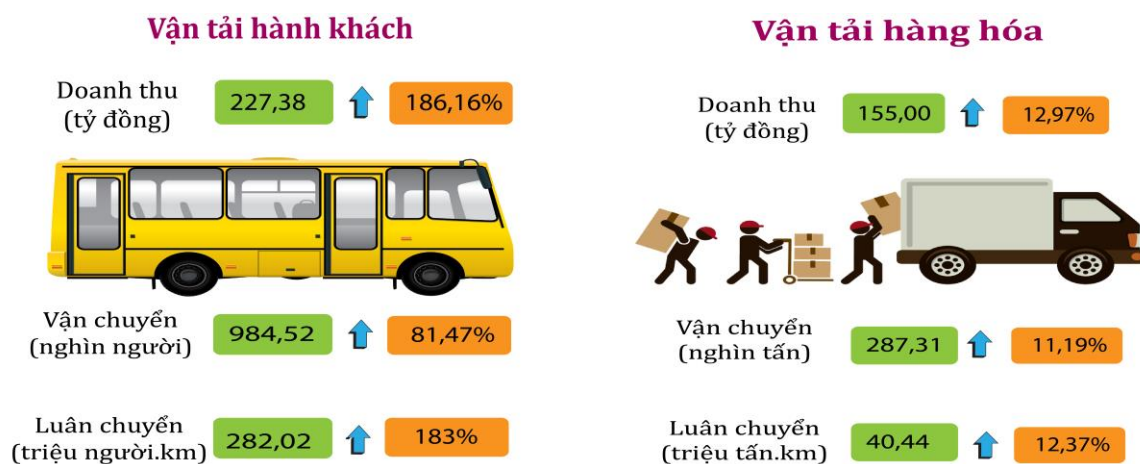 Vận tải hành khách
Doanh thu
(tỷ đồng)
227,38
186,16%
Vận chuyển
(nghìn người)
984,52
81,47%
Luân chuyển
(triệu người.km)
282,02
183%
Vận tải hàng hóa
Doanh thu
(tỷ đồng)
155,00
12,97%
Vận chuyển
(nghìn tấn)
287,31
11,19%
Luân chuyển
(triệu tấn.km)
40,44
12,37%